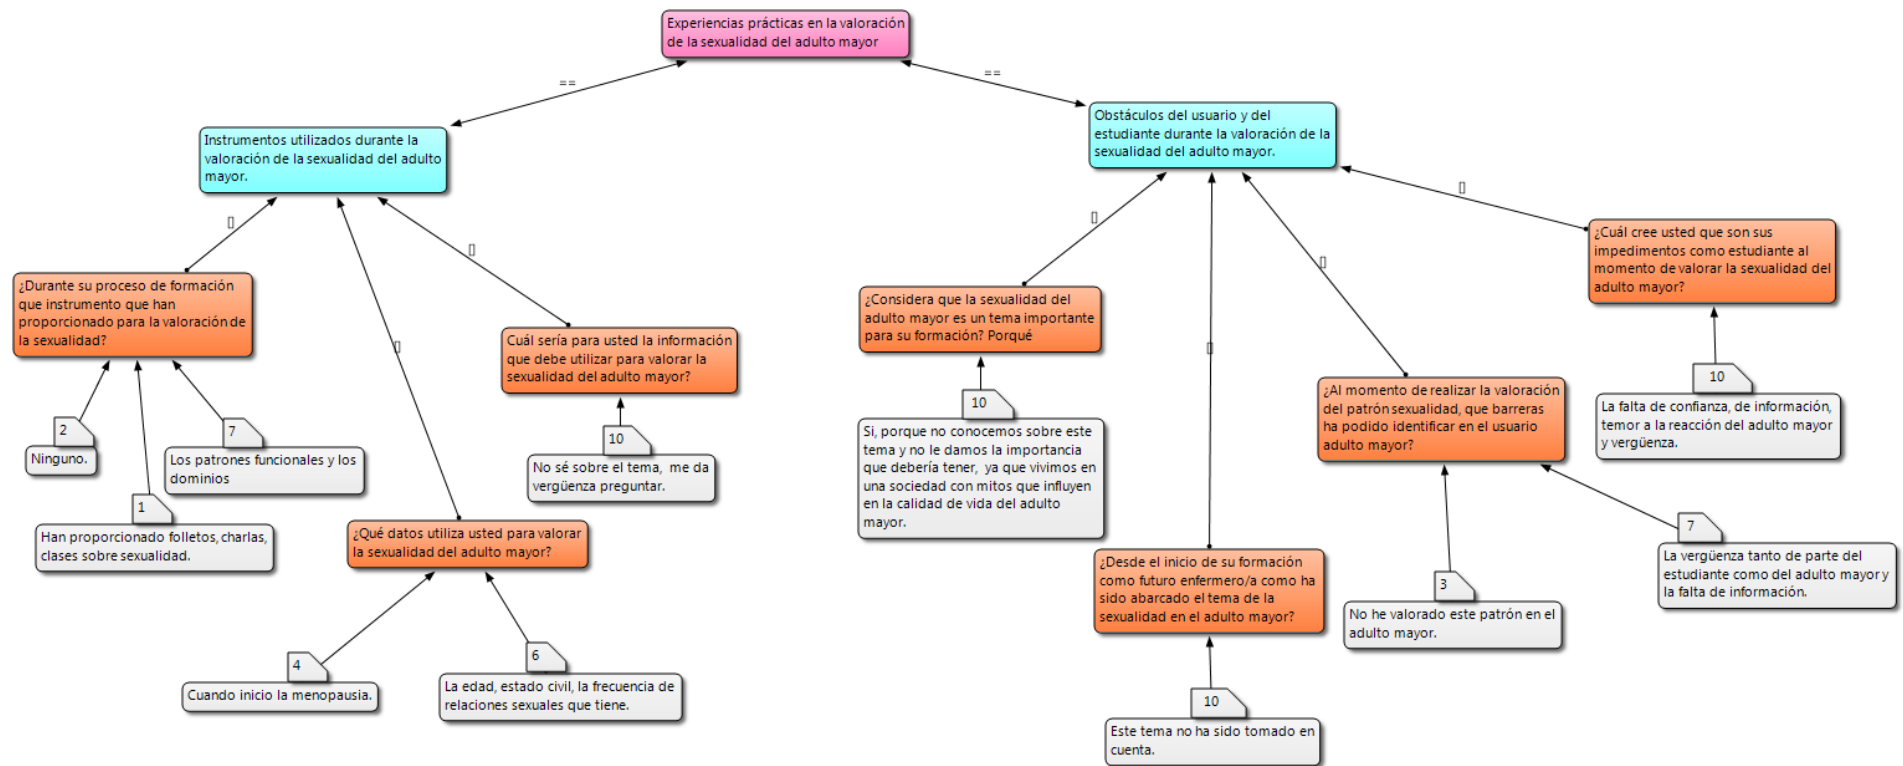 Experiencias prácticas en la valoración
de la sexualidad del adulto mayor
==
==
Instrumentos utilizados durante la
valoración de la sexualidad del adulto
mayor.
Obstáculos del usuario y del
estudiante durante la valoración de la
sexualidad del adulto mayor.
[]
[]
[]
[]
[]
[]
[]
¿Durante su proceso de formación
que instrumento que han
proporcionado para la valoración de
la sexualidad?
2
Ninguno.
1
Han proporcionado folletos, charlas,
clases sobre sexualidad.
7
Los patrones funcionales y los
dominios
¿Qué datos utiliza usted para valorar
la sexualidad del adulto mayor?
4
Cuando inicio la menopausia.
6
La edad, estado civil, la frecuencia de
relaciones sexuales que tiene.
Cuál sería para usted la información
que debe utilizar para valorar la
sexualidad del adulto mayor?
10
No sé sobre el tema, me da
vergüenza preguntar.
¿Considera que la sexualidad del
adulto mayor es un tema importante
para su formación? Porqué
10
Si, porque no conocemos sobre este
tema y no le damos la importancia
que debería tener, ya que vivimos en
una sociedad con mitos que influyen
en la calidad de vida del adulto
mayor.
¿Desde el inicio de su formación
como futuro enfermero/a como ha
sido abarcado el tema de la
sexualidad en el adulto mayor?
10
Este tema no ha sido tomado en
cuenta.
¿Al momento de realizar la valoración
del patrón sexualidad, que barreras
ha podido identificar en el usuario
adulto mayor?
3
No he valorado este patrón en el
adulto mayor.
7
La vergüenza tanto de parte del
estudiante como del adulto mayor y
la falta de información.
¿Cuál cree usted que son sus
impedimentos como estudiante al
momento de valorar la sexualidad del
adulto mayor?
10
La falta de confianza, de información,
temor a la reacción del adulto mayor
y vergüenza.